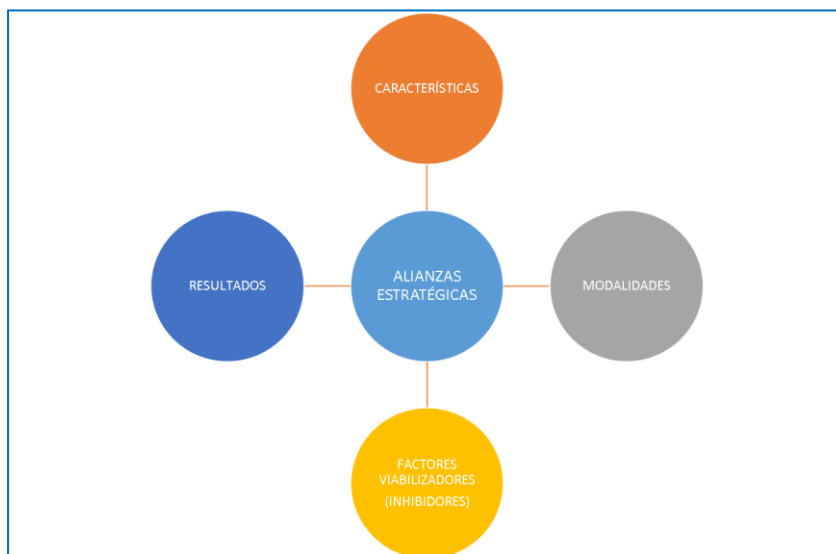 CARACTERÍSTICAS
RESULTADOS
ALIANZAS
ESTRATÉGICAS
MODALIDADES
FACTORES
VIABILIZADORES
(INHIBIDORES)